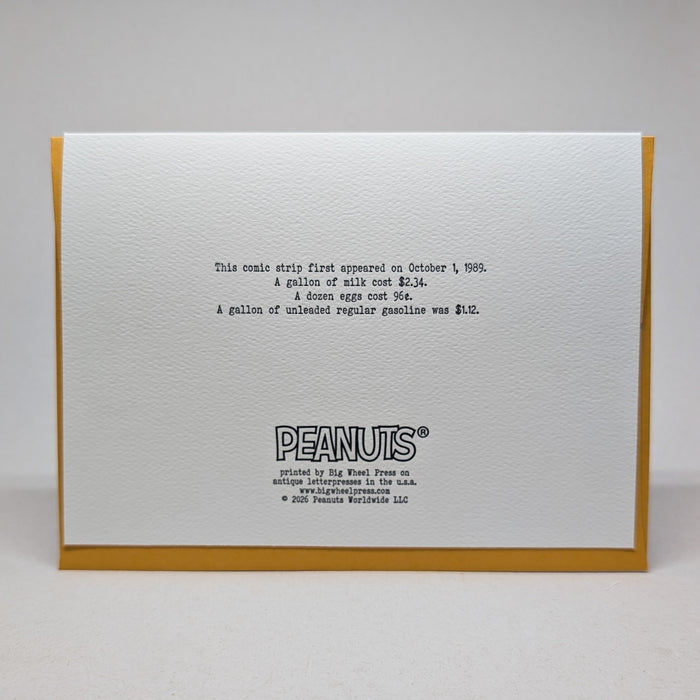 This comic strip first appeared on October 1, 1989.
A gallon of milk cost $2.34.
A dozen eggs cost 96¢.
A gallon of unleaded regular gasoline was $1.12.
PEANUTS®
printed by Big Wheel Press on
antique letterpresses in the u.s.a.
www.bigwheelpress.com
© 2026 Peanuts Worldwide LLC